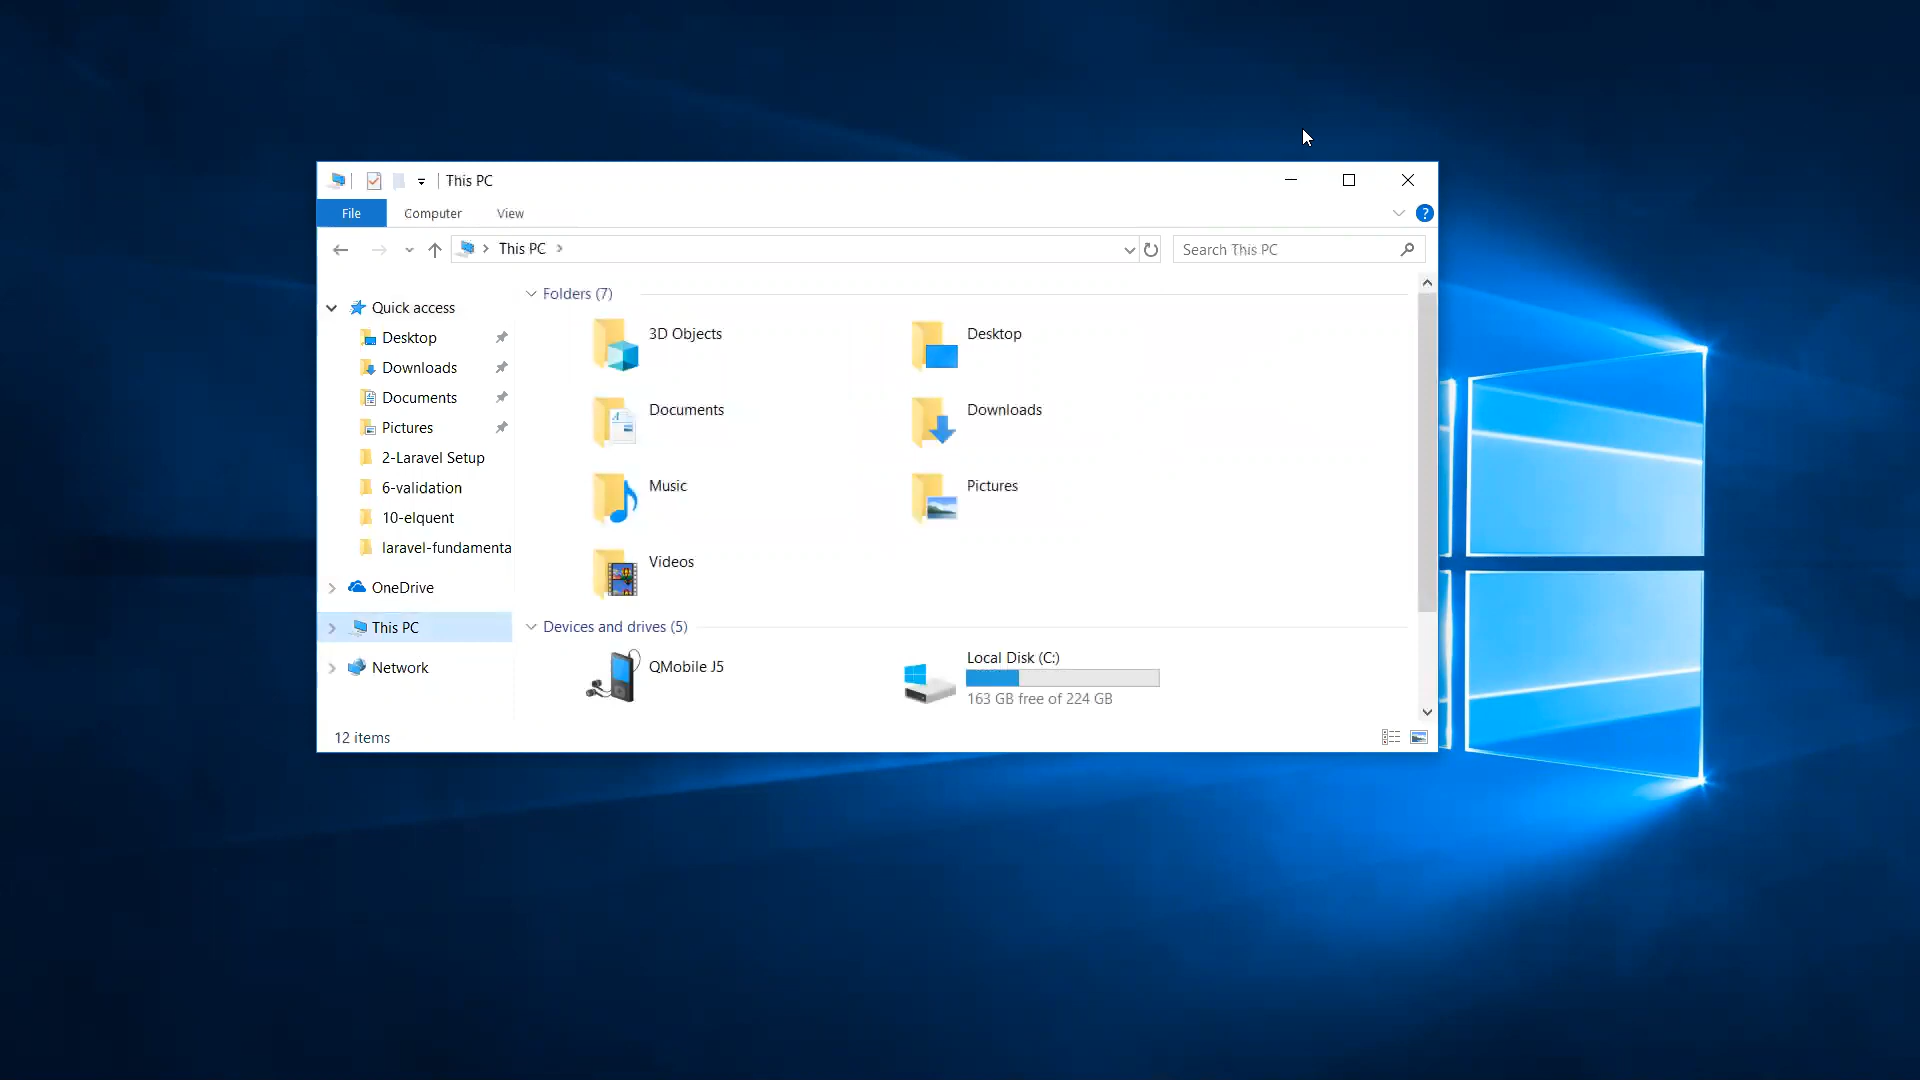 This PC
File Computer View
This PC
Search This PC
Quick access
Desktop
Downloads
Documents
Pictures
2-Laravel Setup
6-validation
10-elquent
laravel-fundamenta
OneDrive
This PC
Network
Folders (7)
3D Objects
Desktop
Documents
Downloads
Music
Pictures
Videos
Devices and drives (5)
QMobile J5
Local Disk (C:)
163 GB free of 224 GB
12 items